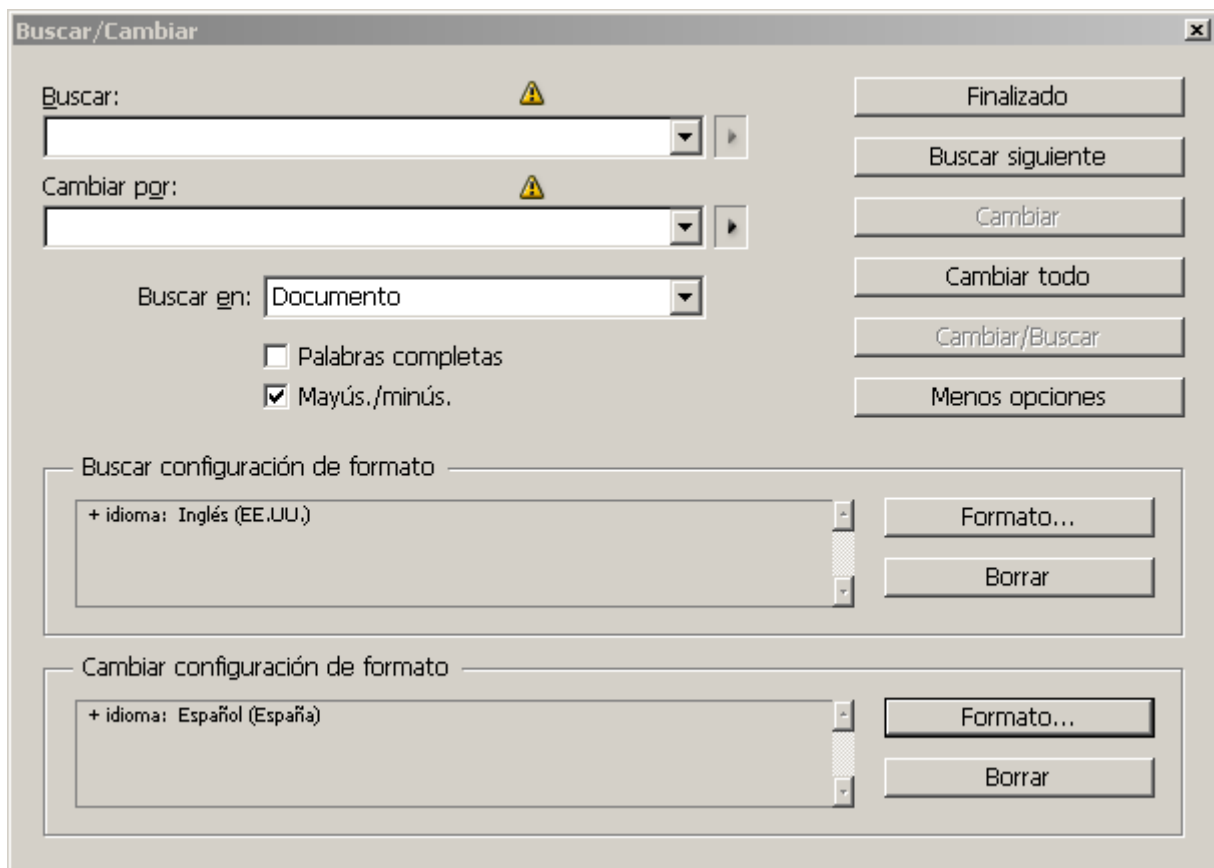 Buscar/Cambiar
Buscar:
Finalizado
Buscar siguiente
Cambiar por:
Cambiar
Buscar en: Documento
Cambiar todo
Palabras completas
Cambiar/Buscar
Mayús./minús.
Menos opciones
Buscar configuración de formato
+ idioma: Inglés (EE.UU.)
Formato...
Borrar
Cambiar configuración de formato
+ idioma: Español (España)
Formato...
Borrar